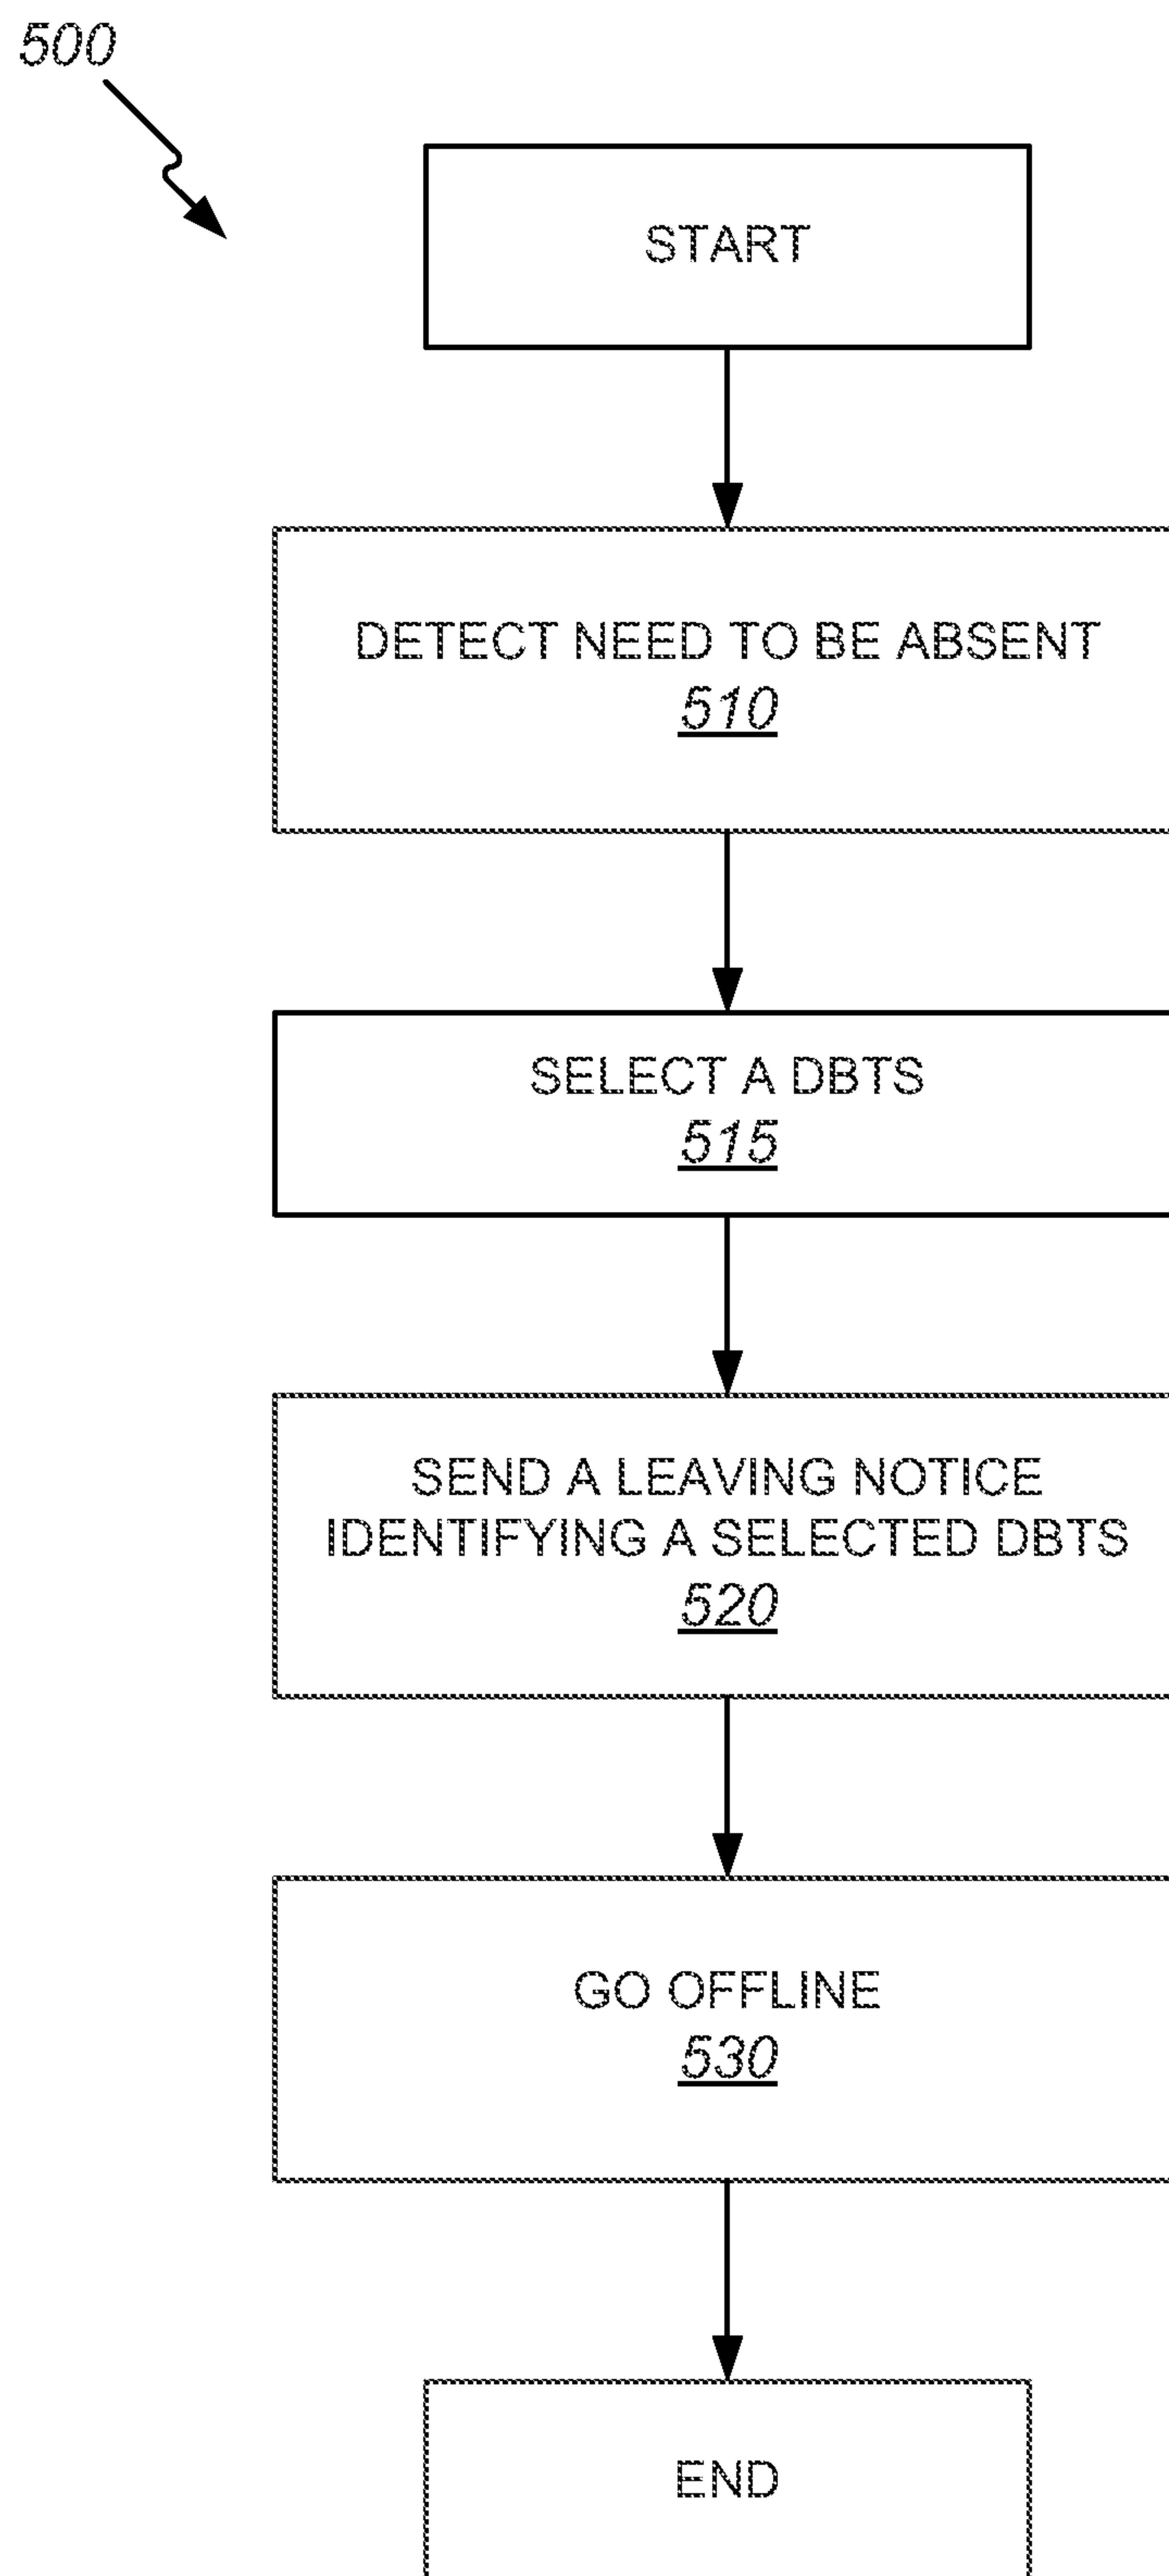 500
START
DETECT NEED TO BE ABSENT
510
SELECT A DBTS
515
SEND A LEAVING NOTICE
IDENTIFYING A SELECTED DBTS
520
GO OFFLINE
530
END